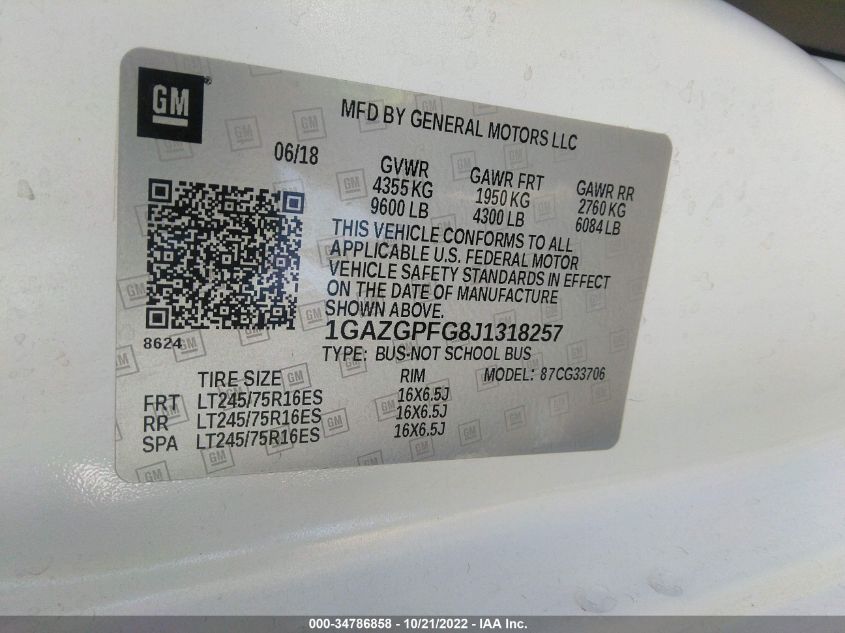 GM
MFD BY GENERAL MOTORS LLC
06/18
GVWR GAWR FRT GAWR RR
4355 KG 1950 KG 2760 KG
9600 LB 4300 LB 6084 LB
THIS VEHICLE CONFORMS TO ALL
APPLICABLE U.S. FEDERAL MOTOR
VEHICLE SAFETY STANDARDS IN EFFECT
ON THE DATE OF MANUFACTURE
SHOWN ABOVE.
8624
1GAZGPFG8J1318257
TYPE: BUS-NOT SCHOOL BUS
TIRE SIZE RIM MODEL: 87CG33706
FRT LT245/75R16ES 16X6.5J
RR LT245/75R16ES 16X6.5J
SPA LT245/75R16ES 16X6.5J
000-34786858 - 10/21/2022 - IAA Inc.